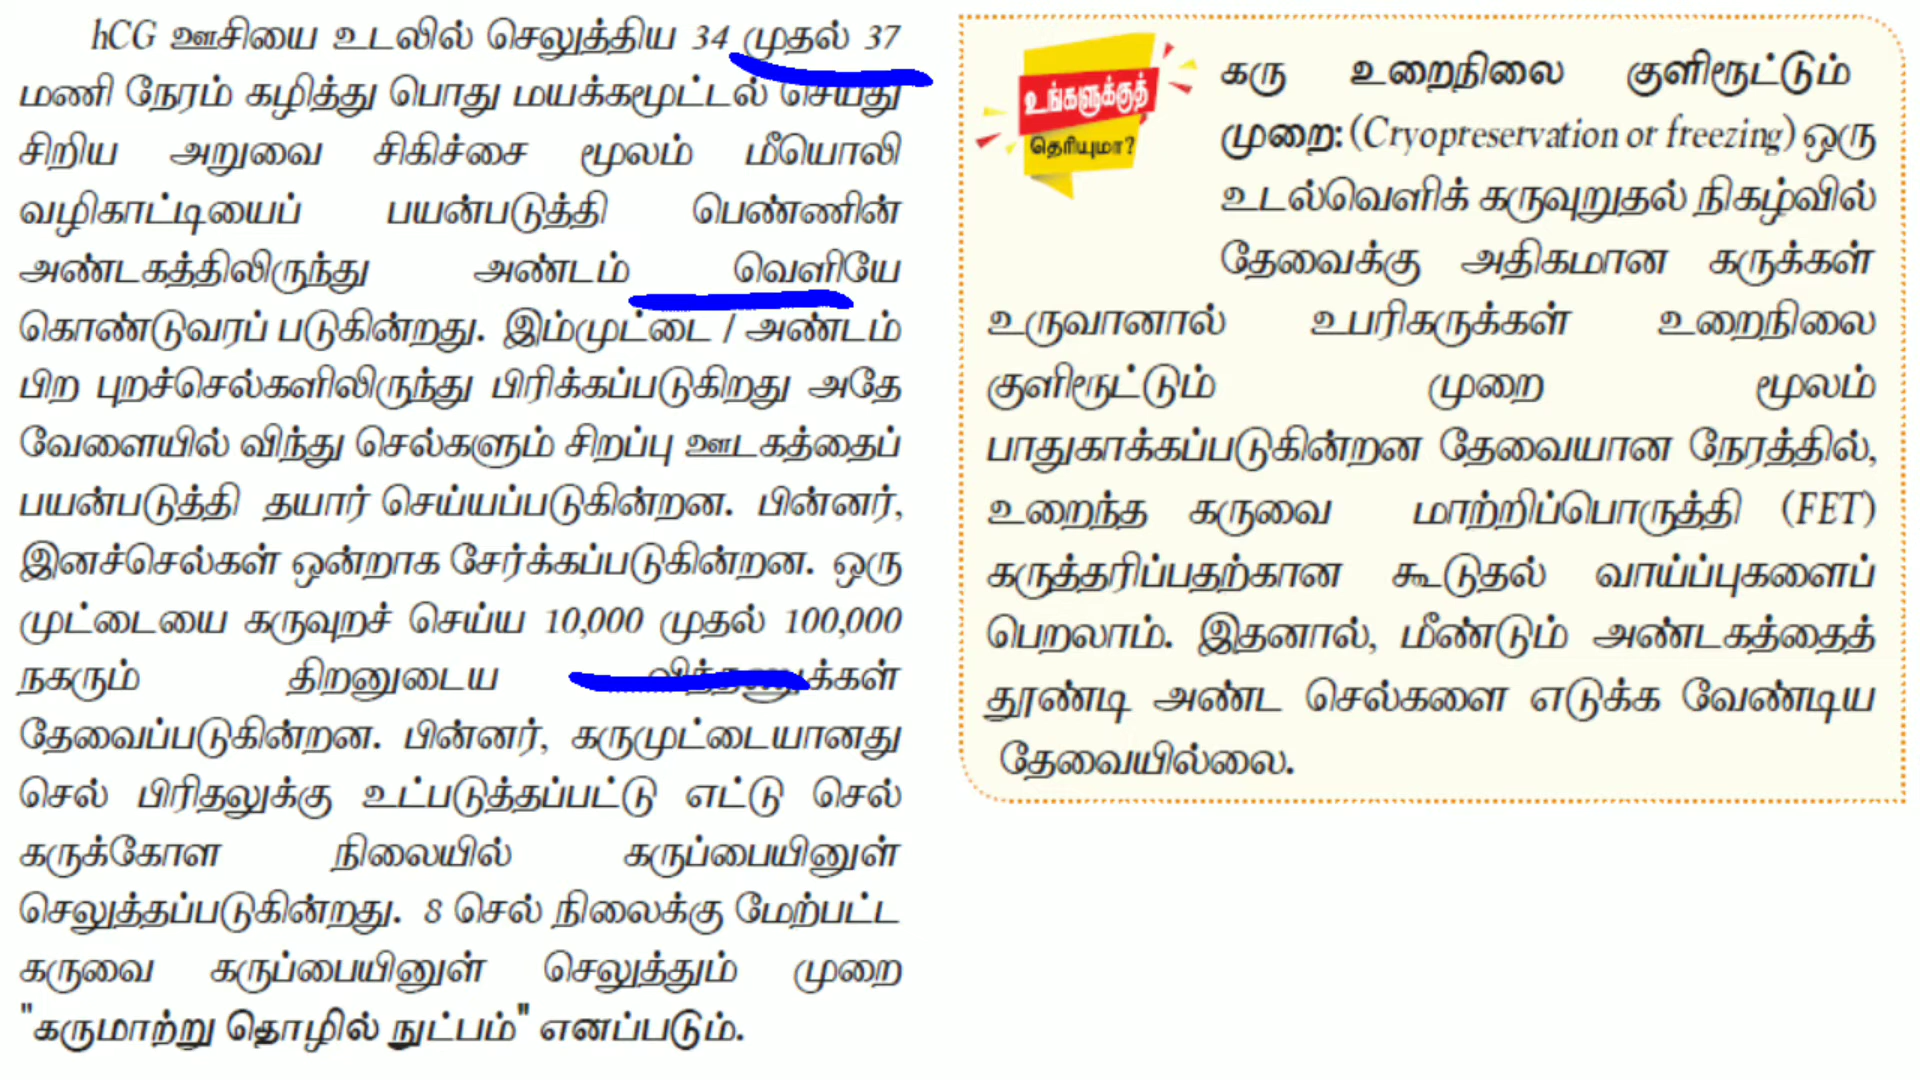 hCG ஊசியை உடலில் செலுத்திய 34 முதல் 37
மணி நேரம் கழித்து பொது மயக்கமூட்டல் செய்து
சிறிய அறுவை சிகிச்சை மூலம் மீயொலி
வழிகாட்டியைப் பயன்படுத்தி பெண்ணின்
அண்டகத்திலிருந்து அண்டம் வெளியே
கொண்டுவரப் படுகின்றது. இம்முட்டை / அண்டம்
பிற புறச்செல்களிலிருந்து பிரிக்கப்படுகிறது அதே
வேளையில் விந்து செல்களும் சிறப்பு ஊடகத்தைப்
பயன்படுத்தி தயார் செய்யப்படுகின்றன. பின்னர்,
இனச்செல்கள் ஒன்றாக சேர்க்கப்படுகின்றன. ஒரு
முட்டையை கருவுறச் செய்ய 10,000 முதல் 100,000
நகரும் திறனுடைய விந்தணுக்கள்
தேவைப்படுகின்றன. பின்னர், கருமுட்டையானது
செல் பிரிதலுக்கு உட்படுத்தப்பட்டு எட்டு செல்
கருக்கோள நிலையில் கருப்பையினுள்
செலுத்தப்படுகின்றது. 8 செல் நிலைக்கு மேற்பட்ட
கருவை கருப்பையினுள் செலுத்தும் முறை
"கருமாற்று தொழில் நுட்பம்" எனப்படும்.
உங்களுக்குத்
தெரியுமா?
கரு உறைநிலை குளிரூட்டும்
முறை: (Cryopreservation or freezing) ஒரு
உடல்வெளிக் கருவுறுதல் நிகழ்வில்
தேவைக்கு அதிகமான கருக்கள்
உருவானால் உபரிகருக்கள் உறைநிலை
குளிரூட்டும் முறை மூலம்
பாதுகாக்கப்படுகின்றன தேவையான நேரத்தில்,
உறைந்த கருவை மாற்றிப்பொருத்தி (FET)
கருத்தரிப்பதற்கான கூடுதல் வாய்ப்புகளைப்
பெறலாம். இதனால், மீண்டும் அண்டகத்தைத்
தூண்டி அண்ட செல்களை எடுக்க வேண்டிய
தேவையில்லை.